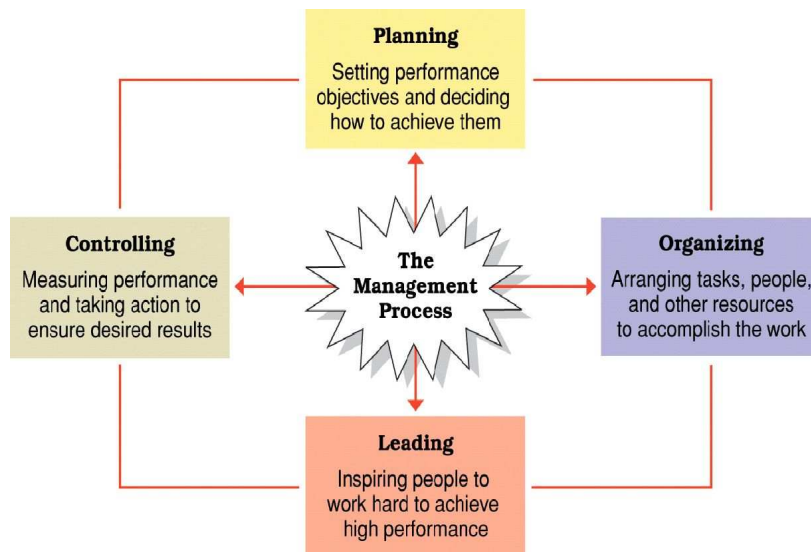 Planning
Setting performance
objectives and deciding
how to achieve them
Controlling
Measuring performance
and taking action to
ensure desired results
The
Management
Process
Organizing
Arranging tasks, people,
and other resources
to accomplish the work
Leading
Inspiring people to
work hard to achieve
high performance